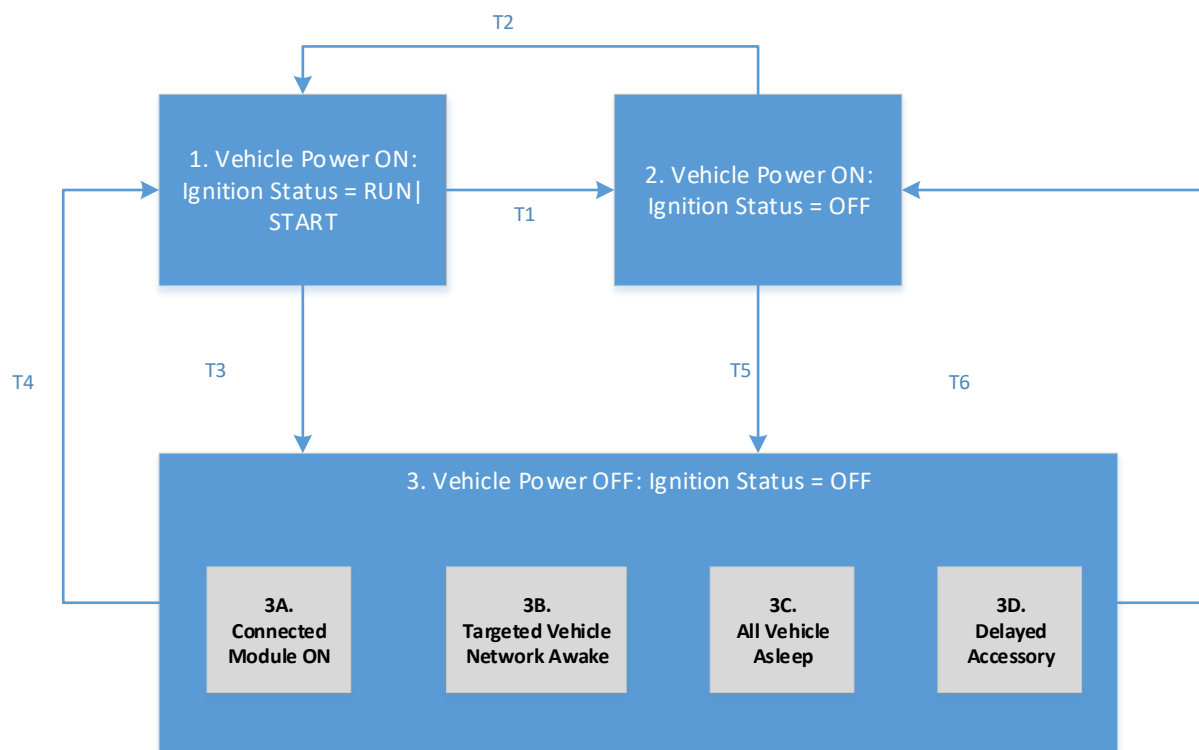 T2
1. Vehicle Power ON:
Ignition Status = RUN|
START
2. Vehicle Power ON:
Ignition Status = OFF
T1
T4
T3
T5
T6
3. Vehicle Power OFF: Ignition Status = OFF
3A.
Connected
Module ON
3B.
Targeted Vehicle
Network Awake
3C.
All Vehicle
Asleep
3D.
Delayed
Accessory